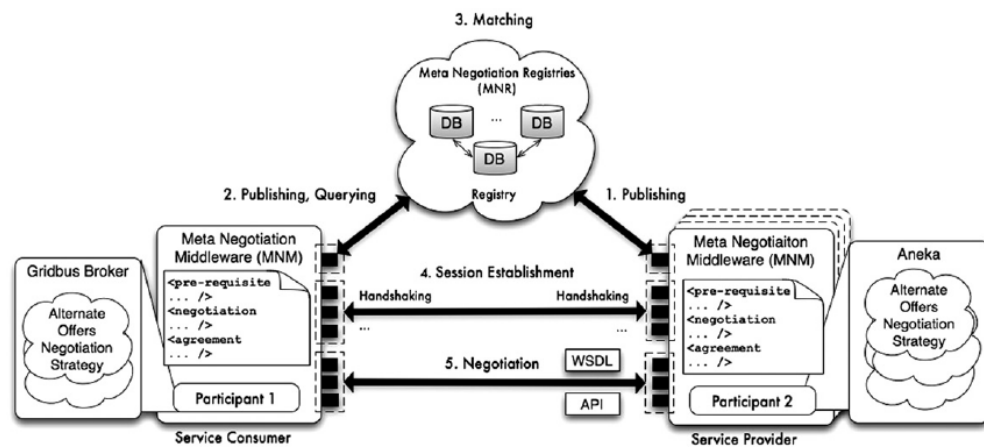 3. Matching
Meta Negotiation Registries
(MNR)
DB
...
DB
DB
Registry
2. Publishing, Querying
1. Publishing
Meta Negotiation
Middleware (MNM)
<pre-requisite
... />
<negotiation
... />
<agreement
... />
Participant 1
Service Consumer
Gridbus Broker
Alternate
Offers
Negotiation
Strategy
4. Session Establishment
Handshaking
Handshaking
...
...
5. Negotiation
WSDL
API
Meta Negotiaiton
Middleware (MNM)
<pre-requisite
... />
<negotiation
... />
<agreement
... />
Participant 2
Service Provider
Aneka
Alternate
Offers
Negotiation
Strategy